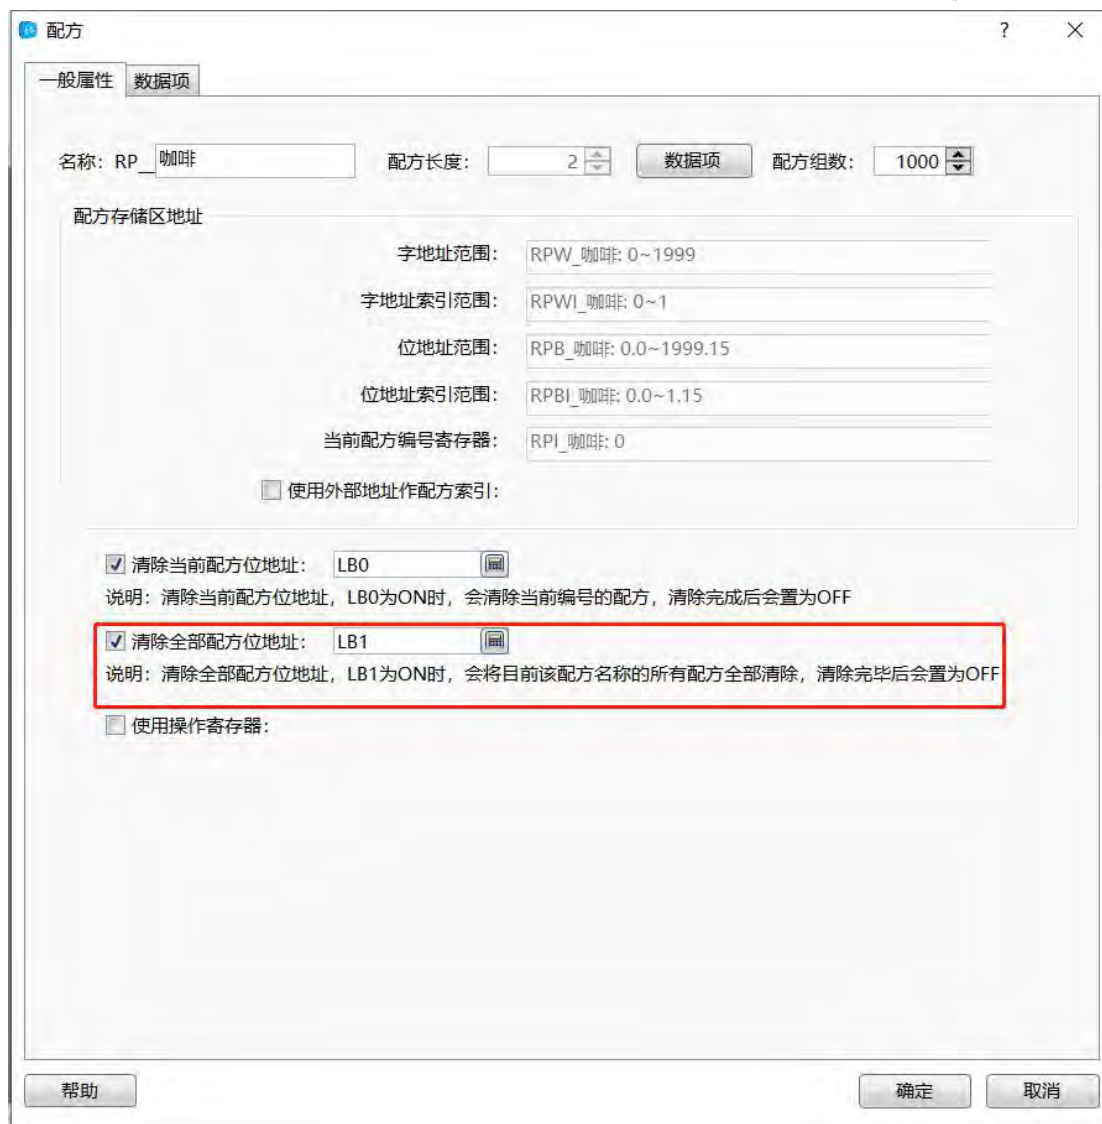 配方
? ×
一般属性 数据项
名称：RP__咖啡 配方长度： 2 数据项 配方组数： 1000
配方存储区地址
字地址范围： RPW_咖啡: 0~1999
字地址索引范围： RPWI_咖啡: 0~1
位地址范围： RPB_咖啡: 0.0~1999.15
位地址索引范围： RPBI_咖啡: 0.0~1.15
当前配方编号寄存器： RPI_咖啡: 0
使用外部地址作配方索引：
清除当前配方位地址： LB0
说明：清除当前配方位地址，LB0为ON时，会清除当前编号的配方，清除完成后会置为OFF
清除全部配方位地址： LB1
说明：清除全部配方位地址，LB1为ON时，会将目前该配方名称的所有配方全部清除，清除完毕后会置为OFF
使用操作寄存器：
帮助 确定 取消